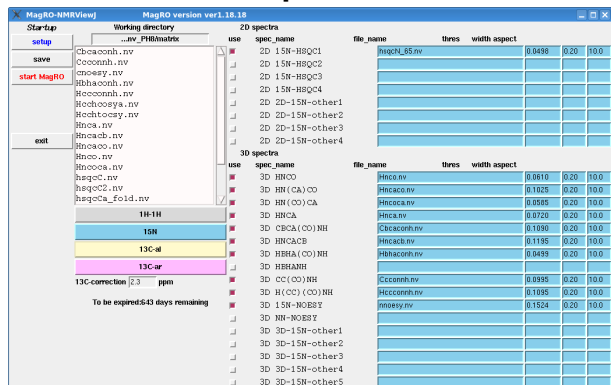 MagRO-NMRViewJ MagRO version ver1.18.18
Startup Working directory
setup ...nv_PH8/matrix
save
start MagRO
exit
Cbcaconh.nv
Ccconnh.nv
cnoesy.nv
Hbhaconh.nv
Hccconnh.nv
Hcchcosya.nv
Hcchtocsy.nv
Hnca.nv
Hncacb.nv
Hncaco.nv
Hnco.nv
Hncoca.nv
hsqcC.nv
hsqcC2.nv
hsqcCa_fold.nv
1H-1H
15N
13C-al
13C-ar
13C-correction 2.3 ppm
To be expired:643 days remaining
2D spectra
use spec_name file_name thres width aspect
2D 15N-HSQC1 hsqcN_65.nv 0.0498 0.20 10.0
2D 15N-HSQC2
2D 15N-HSQC3
2D 15N-HSQC4
2D 2D-15N-other1
2D 2D-15N-other2
2D 2D-15N-other3
2D 2D-15N-other4
3D spectra
use spec_name file_name thres width aspect
3D HNCO Hnco.nv 0.0610 0.20 10.0
3D HN(CA)CO Hncaco.nv 0.1025 0.20 10.0
3D HN(CO)CA Hncoca.nv 0.0585 0.20 10.0
3D HNCA Hnca.nv 0.0720 0.20 10.0
3D CBCA(CO)NH Cbcaconh.nv 0.1090 0.20 10.0
3D HNCACB Hncacb.nv 0.1195 0.20 10.0
3D HBHA(CO)NH Hbhaconh.nv 0.0499 0.20 10.0
3D HBHANH
3D CC(CO)NH Ccconnh.nv 0.0995 0.20 10.0
3D H(CC)(CO)NH Hccconnh.nv 0.1095 0.20 10.0
3D 15N-NOESY nnoesy.nv 0.1524 0.20 10.0
3D NN-NOESY
3D 3D-15N-other1
3D 3D-15N-other2
3D 3D-15N-other3
3D 3D-15N-other4
3D 3D-15N-other5